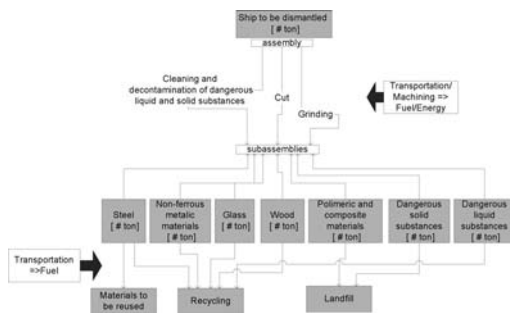 Ship to be dismantled
[ # ton]
assembly
Cleaning and
decontamination of dangerous
liquid and solid substances
Cut
Grinding
Transportation/
Machining =>
Fuel/Energy
subassemblies
Steel
[ # ton]
Non-ferrous
metalic
materials
[ # ton]
Glass
[ # ton]
Wood
[ # ton]
Polimeric and
composite
materials
[ # ton]
Dangerous
solid
substances
[ # ton]
Dangerous
liquid
substances
[ # ton]
Transportation
=>Fuel
Materials to
be reused
Recycling
Landfill